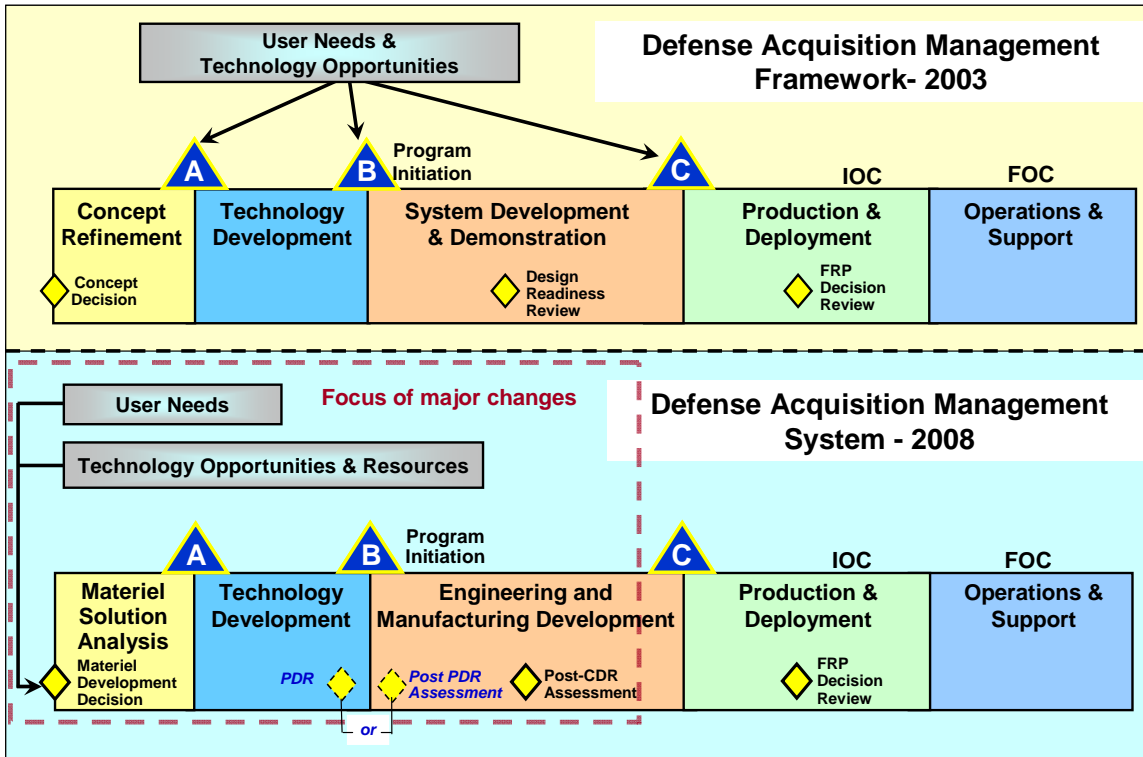 User Needs &
Technology Opportunities
Defense Acquisition Management
Framework- 2003
A
B
Program
Initiation
C
IOC
FOC
Concept
Refinement
Technology
Development
System Development
& Demonstration
Production &
Deployment
Operations &
Support
Concept
Decision
Design
Readiness
Review
FRP
Decision
Review
User Needs
Focus of major changes
Defense Acquisition Management
System - 2008
Technology Opportunities & Resources
A
B
Program
Initiation
C
IOC
FOC
Materiel
Solution
Analysis
Technology
Development
Engineering and
Manufacturing Development
Production &
Deployment
Operations &
Support
Materiel
Development
Decision
PDR
Post PDR
Assessment
Post-CDR
Assessment
FRP
Decision
Review
or